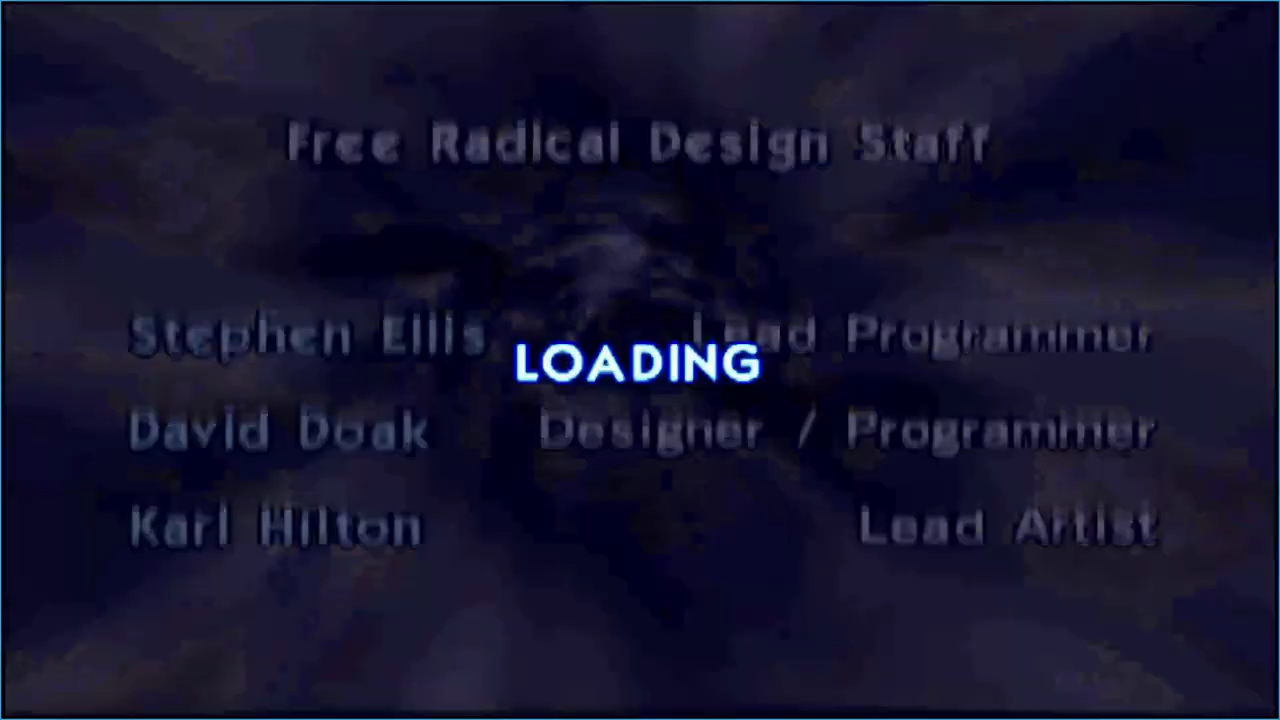 Free Radical Design Staff
Stephen Ellis Lead Programmer
LOADING
David Doak Designer / Programmer
Karl Hilton Lead Artist